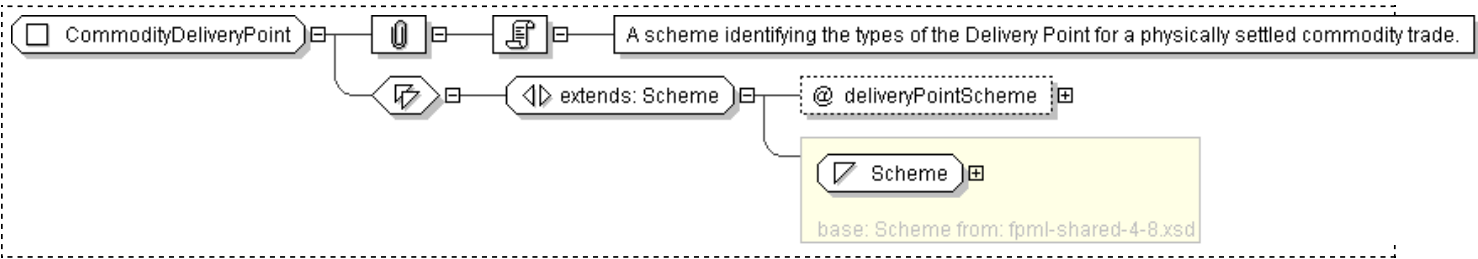 CommodityDeliveryPoint
A scheme identifying the types of the Delivery Point for a physically settled commodity trade.
extends: Scheme
@ deliveryPointScheme
Scheme
base: Scheme from: fpml-shared-4-8.xsd